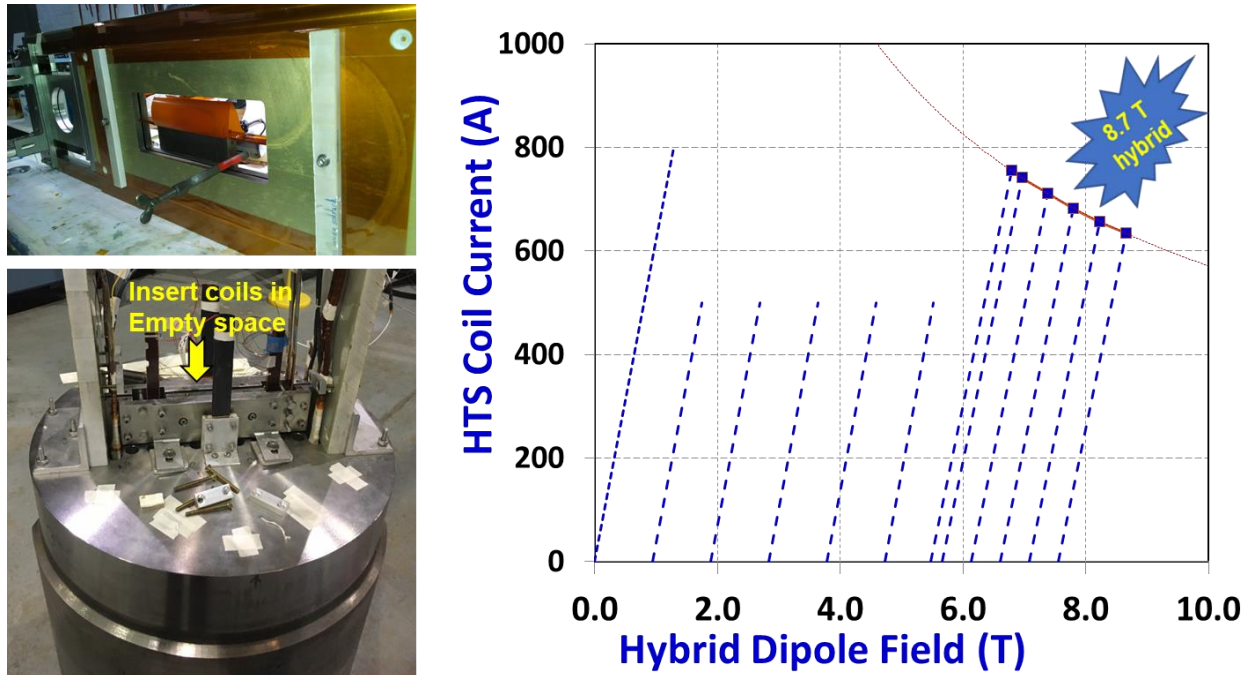 Insert coils in
Empty space
HTS Coil Current (A)
1000
800
600
400
200
0
0.0 2.0 4.0 6.0 8.0 10.0
Hybrid Dipole Field (T)
8.7 T
hybrid